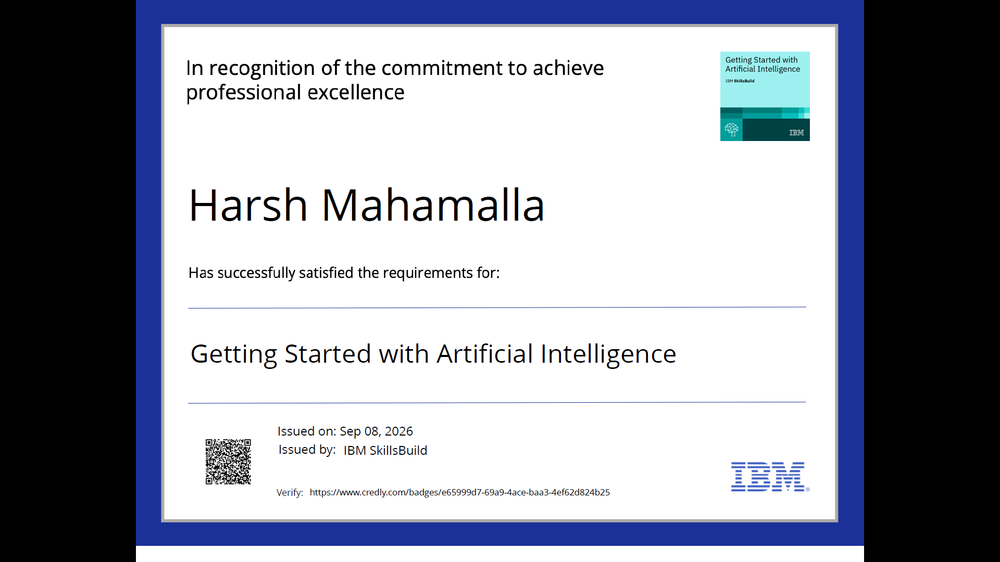 In recognition of the commitment to achieve
professional excellence
Getting Started with
Artificial Intelligence
IBM SkillsBuild
IBM
Harsh Mahamalla
Has successfully satisfied the requirements for:
Getting Started with Artificial Intelligence
Issued on: Sep 08, 2026
Issued by: IBM SkillsBuild
Verify: https://www.credly.com/badges/e65999d7-69a9-4ace-baa3-4ef62d824b25
IBM®